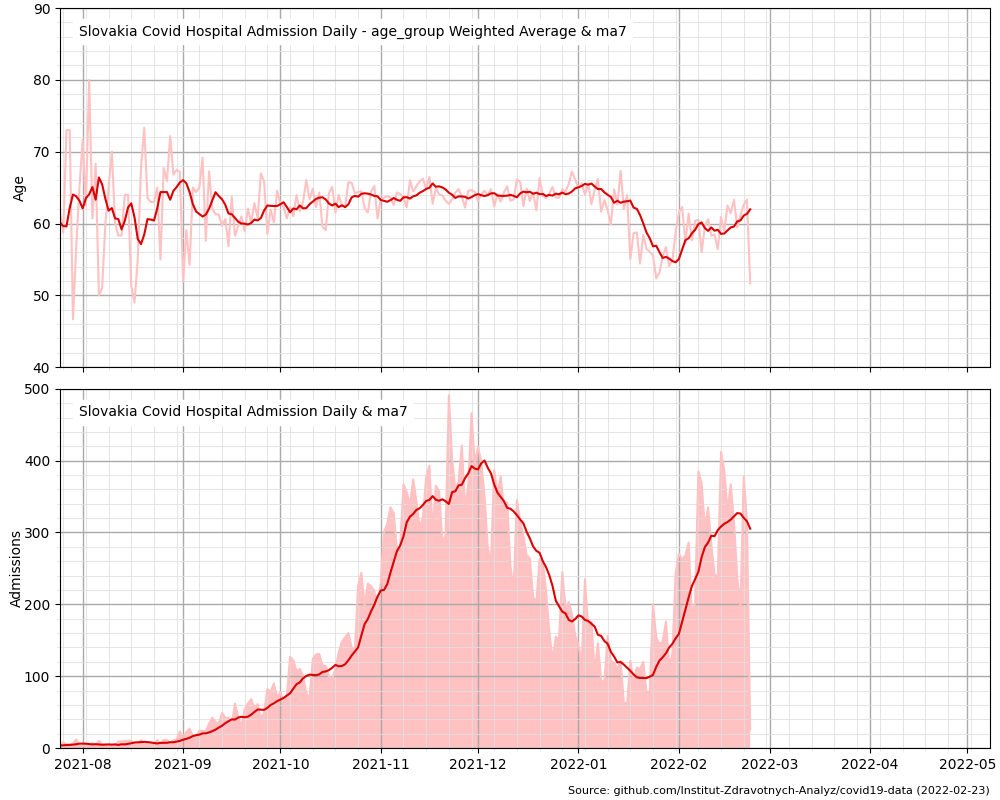 90
Slovakia Covid Hospital Admission Daily - age_group Weighted Average & ma7
80
70
Age
60
50
40
500
Slovakia Covid Hospital Admission Daily & ma7
400
300
Admissions
200
100
0
2021-08 2021-09 2021-10 2021-11 2021-12 2022-01 2022-02 2022-03 2022-04 2022-05
Source: github.com/Institut-Zdravotnych-Analyz/covid19-data (2022-02-23)